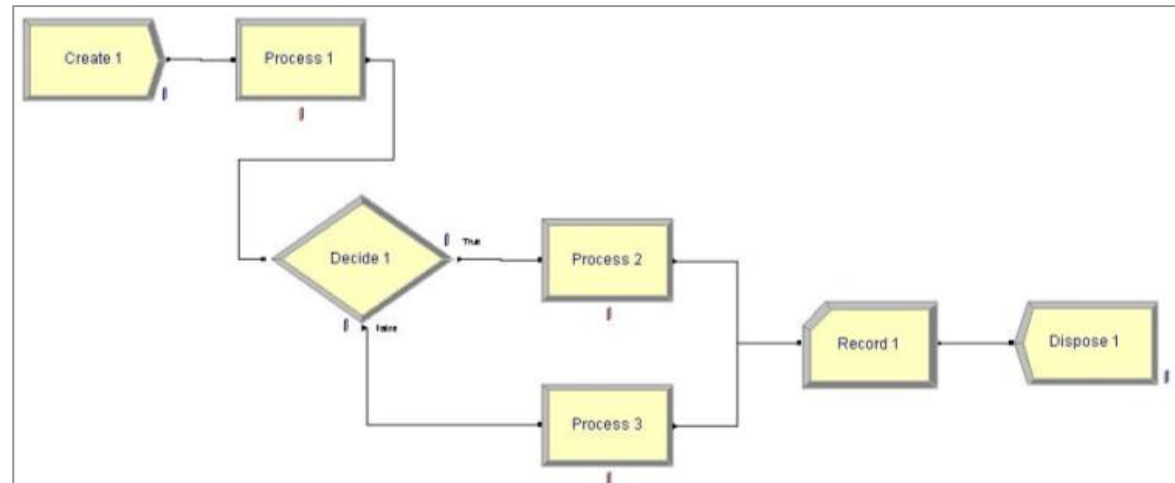 Create 1
Process 1
Decide 1
True
False
Process 2
Process 3
Record 1
Dispose 1